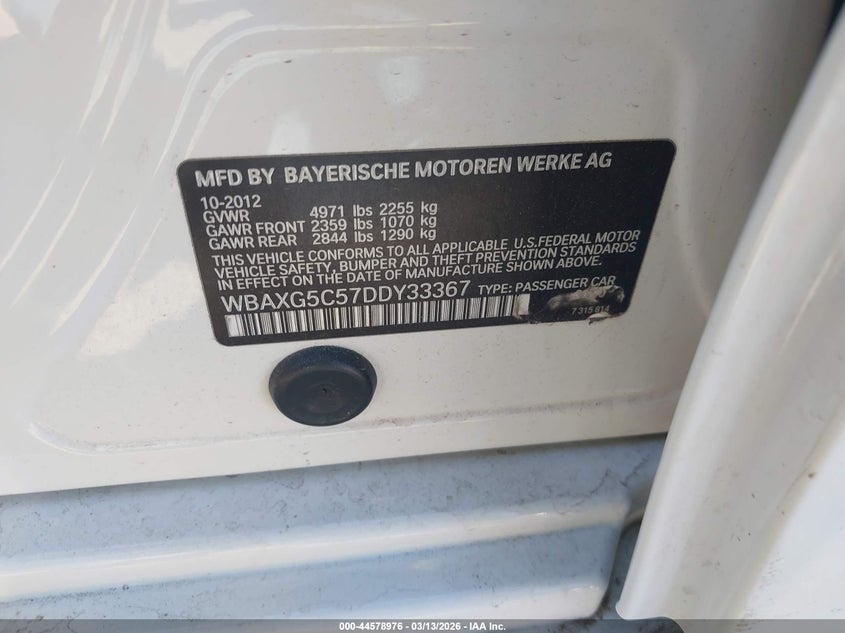 MFD BY BAYERISCHE MOTOREN WERKE AG
10-2012
GVWR 4971 lbs 2255 kg
GAWR FRONT 2359 lbs 1070 kg
GAWR REAR 2844 lbs 1290 kg
THIS VEHICLE CONFORMS TO ALL APPLICABLE U.S.FEDERAL MOTOR
VEHICLE SAFETY, BUMPER AND THEFT PREVENTION STANDARDS
IN EFFECT ON THE DATE OF MANUFACTURE SHOWN ABOVE.
WBAXG5C57DDY33367 TYPE: PASSENGER CAR
7 315 814
000-44578976 | 03/13/2026 | IAA Inc.